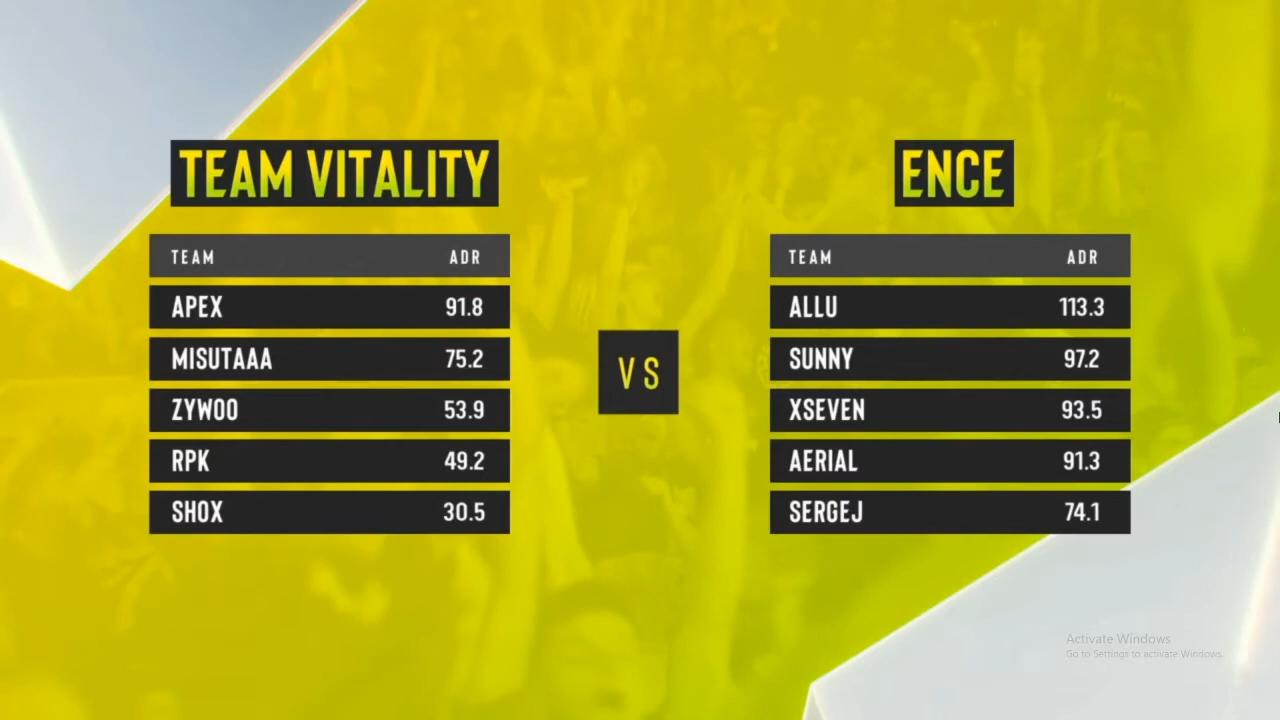 TEAM VITALITY
TEAM ADR
APEX 91.8
MISUTAAA 75.2
ZYWOO 53.9
RPK 49.2
SHOX 30.5
VS
ENCE
TEAM ADR
ALLU 113.3
SUNNY 97.2
XSEVEN 93.5
AERIAL 91.3
SERGEJ 74.1
Activate Windows
Go to Settings to activate Windows.